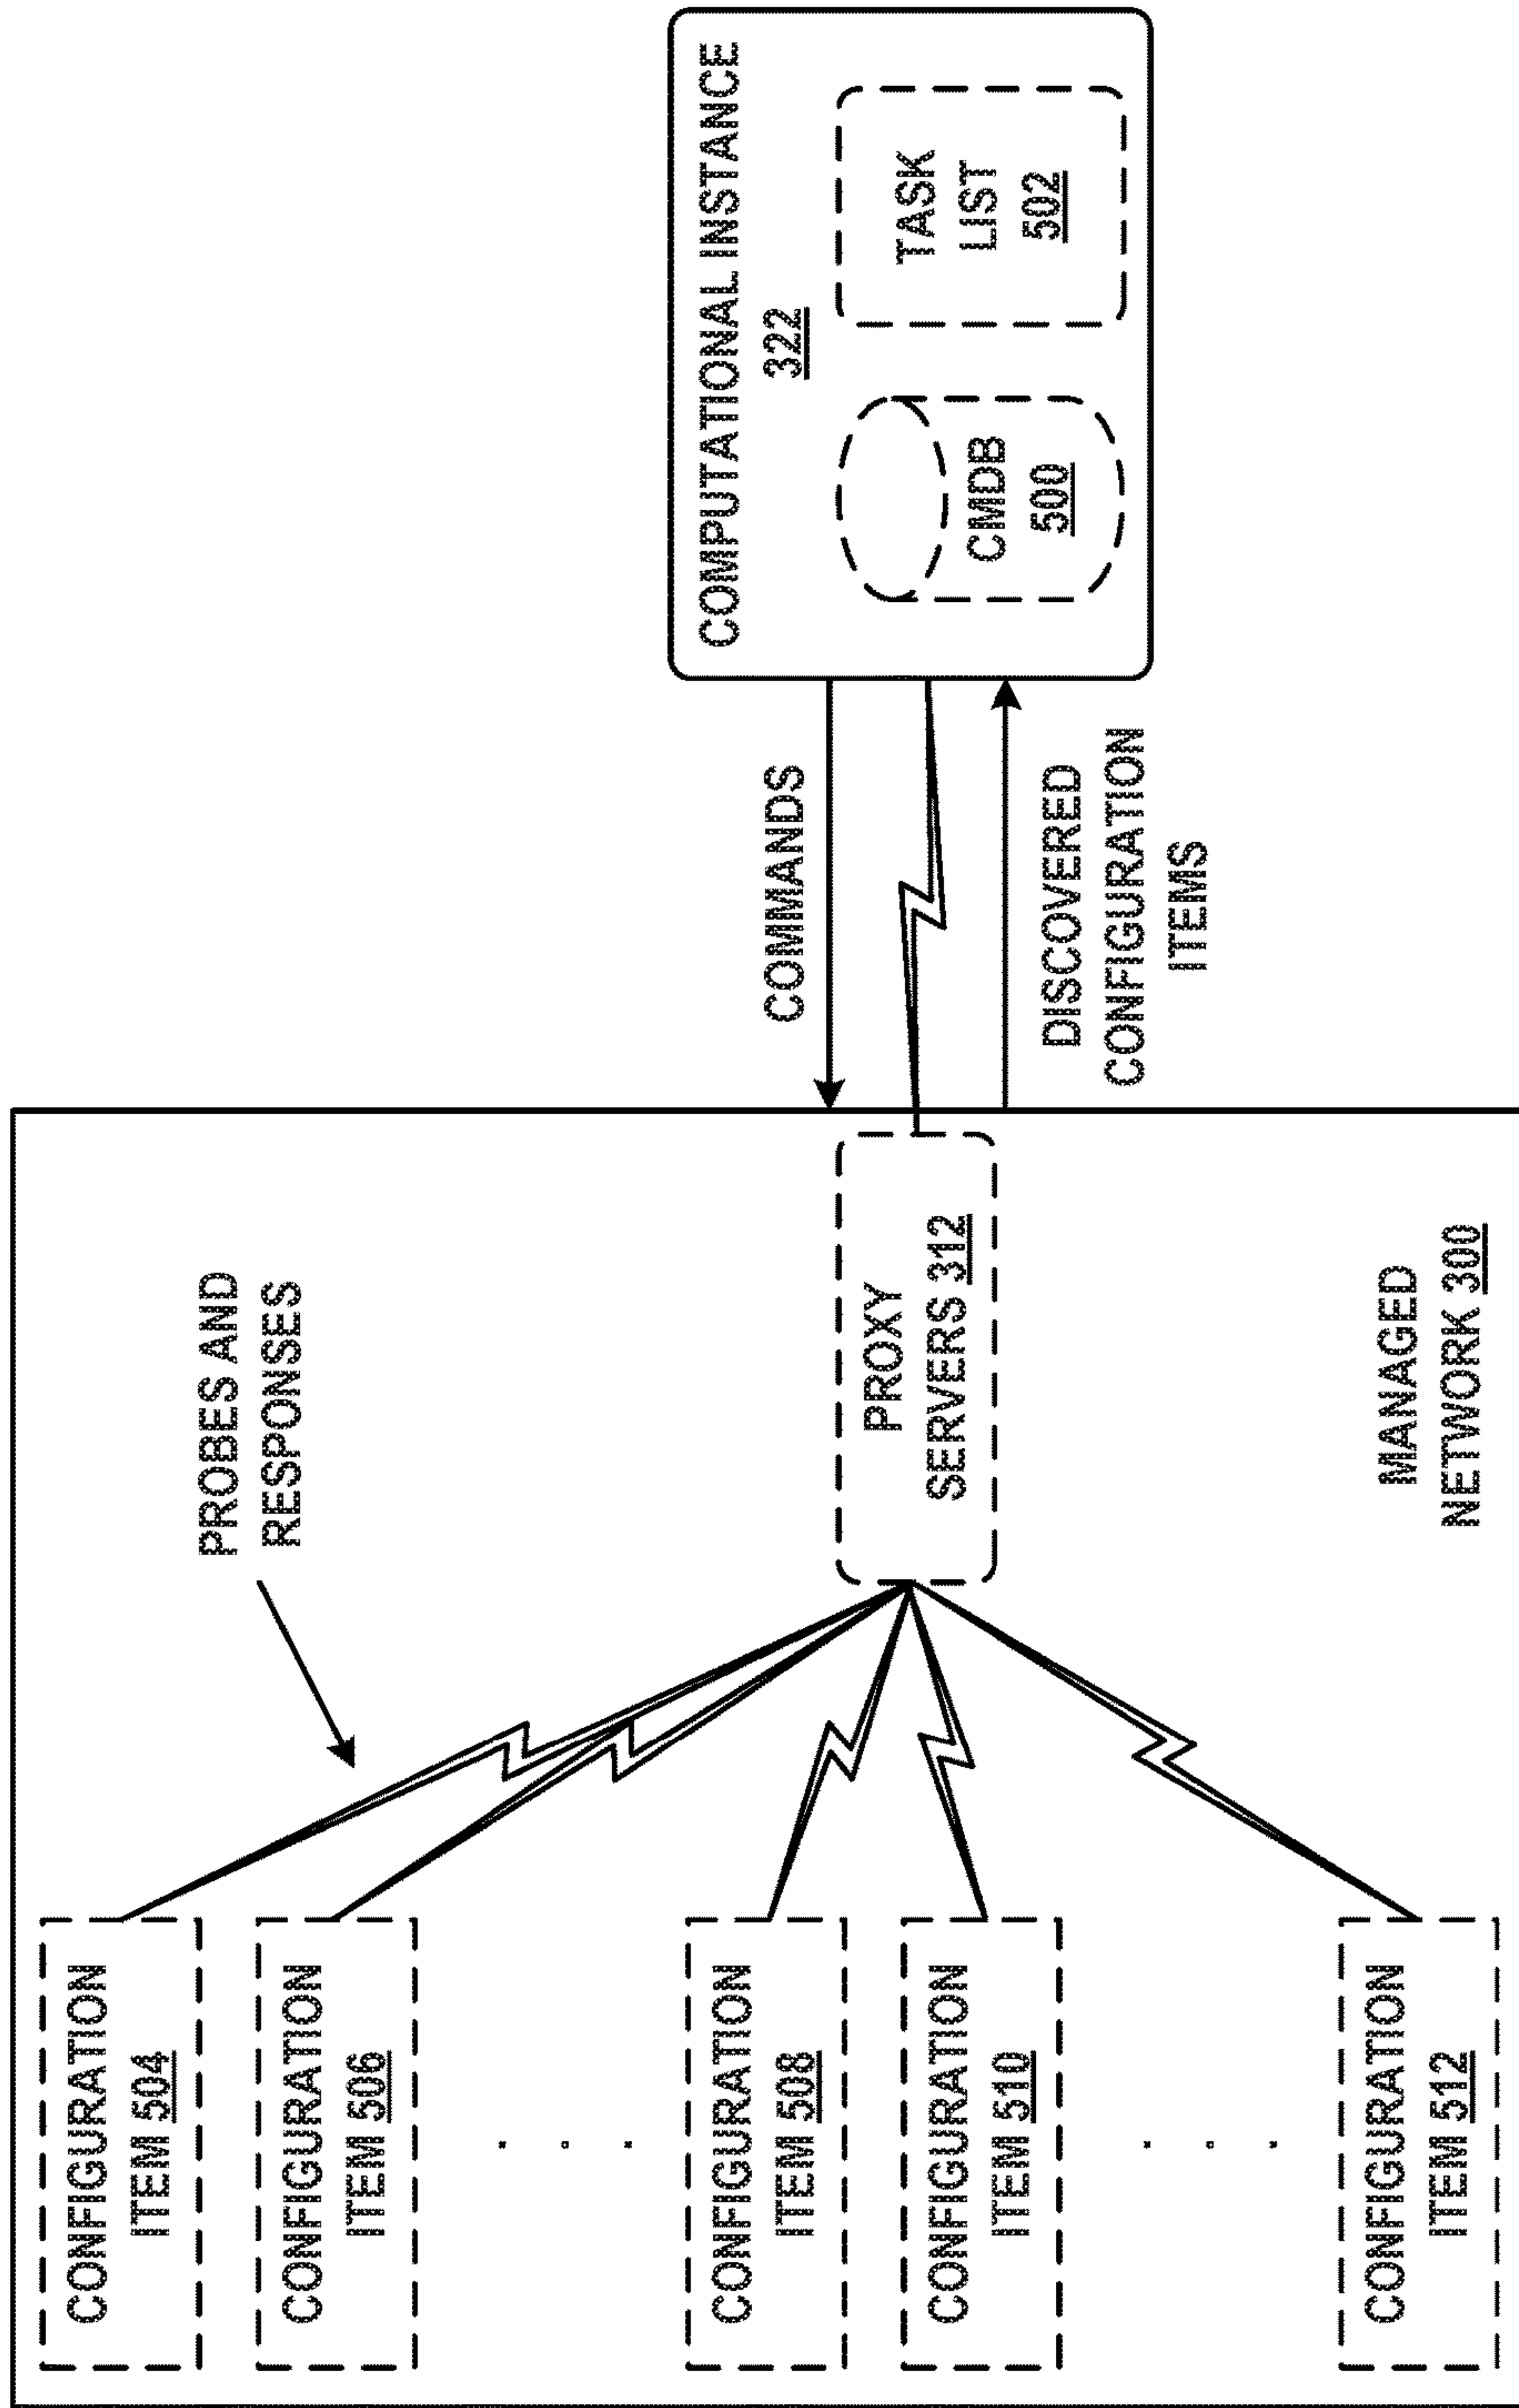 CONFIGURATION
ITEM 504
CONFIGURATION
ITEM 506
CONFIGURATION
ITEM 508
CONFIGURATION
ITEM 510
CONFIGURATION
ITEM 512
PROBES AND
RESPONSES
PROXY
SERVERS 312
MANAGED
NETWORK 300
COMMANDS
DISCOVERED
CONFIGURATION
ITEMS
COMPUTATIONAL INSTANCE
322
CMDB
500
TASK
LIST
502